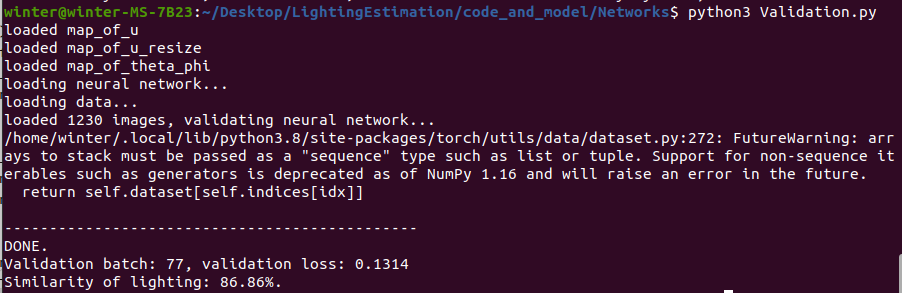 winter@winter-MS-7B23:~/Desktop/LightingEstimation/code_and_model/Networks$ python3 Validation.py
loaded map_of_u
loaded map_of_u_resize
loaded map_of_theta_phi
loading neural network...
loading data...
loaded 1230 images, validating neural network...
/home/winter/.local/lib/python3.8/site-packages/torch/utils/data/dataset.py:272: FutureWarning: arr
ays to stack must be passed as a "sequence" type such as list or tuple. Support for non-sequence it
erables such as generators is deprecated as of NumPy 1.16 and will raise an error in the future.
  return self.dataset[self.indices[idx]]

----------------------------------------------
DONE.
Validation batch: 77, validation loss: 0.1314
Similarity of lighting: 86.86%.